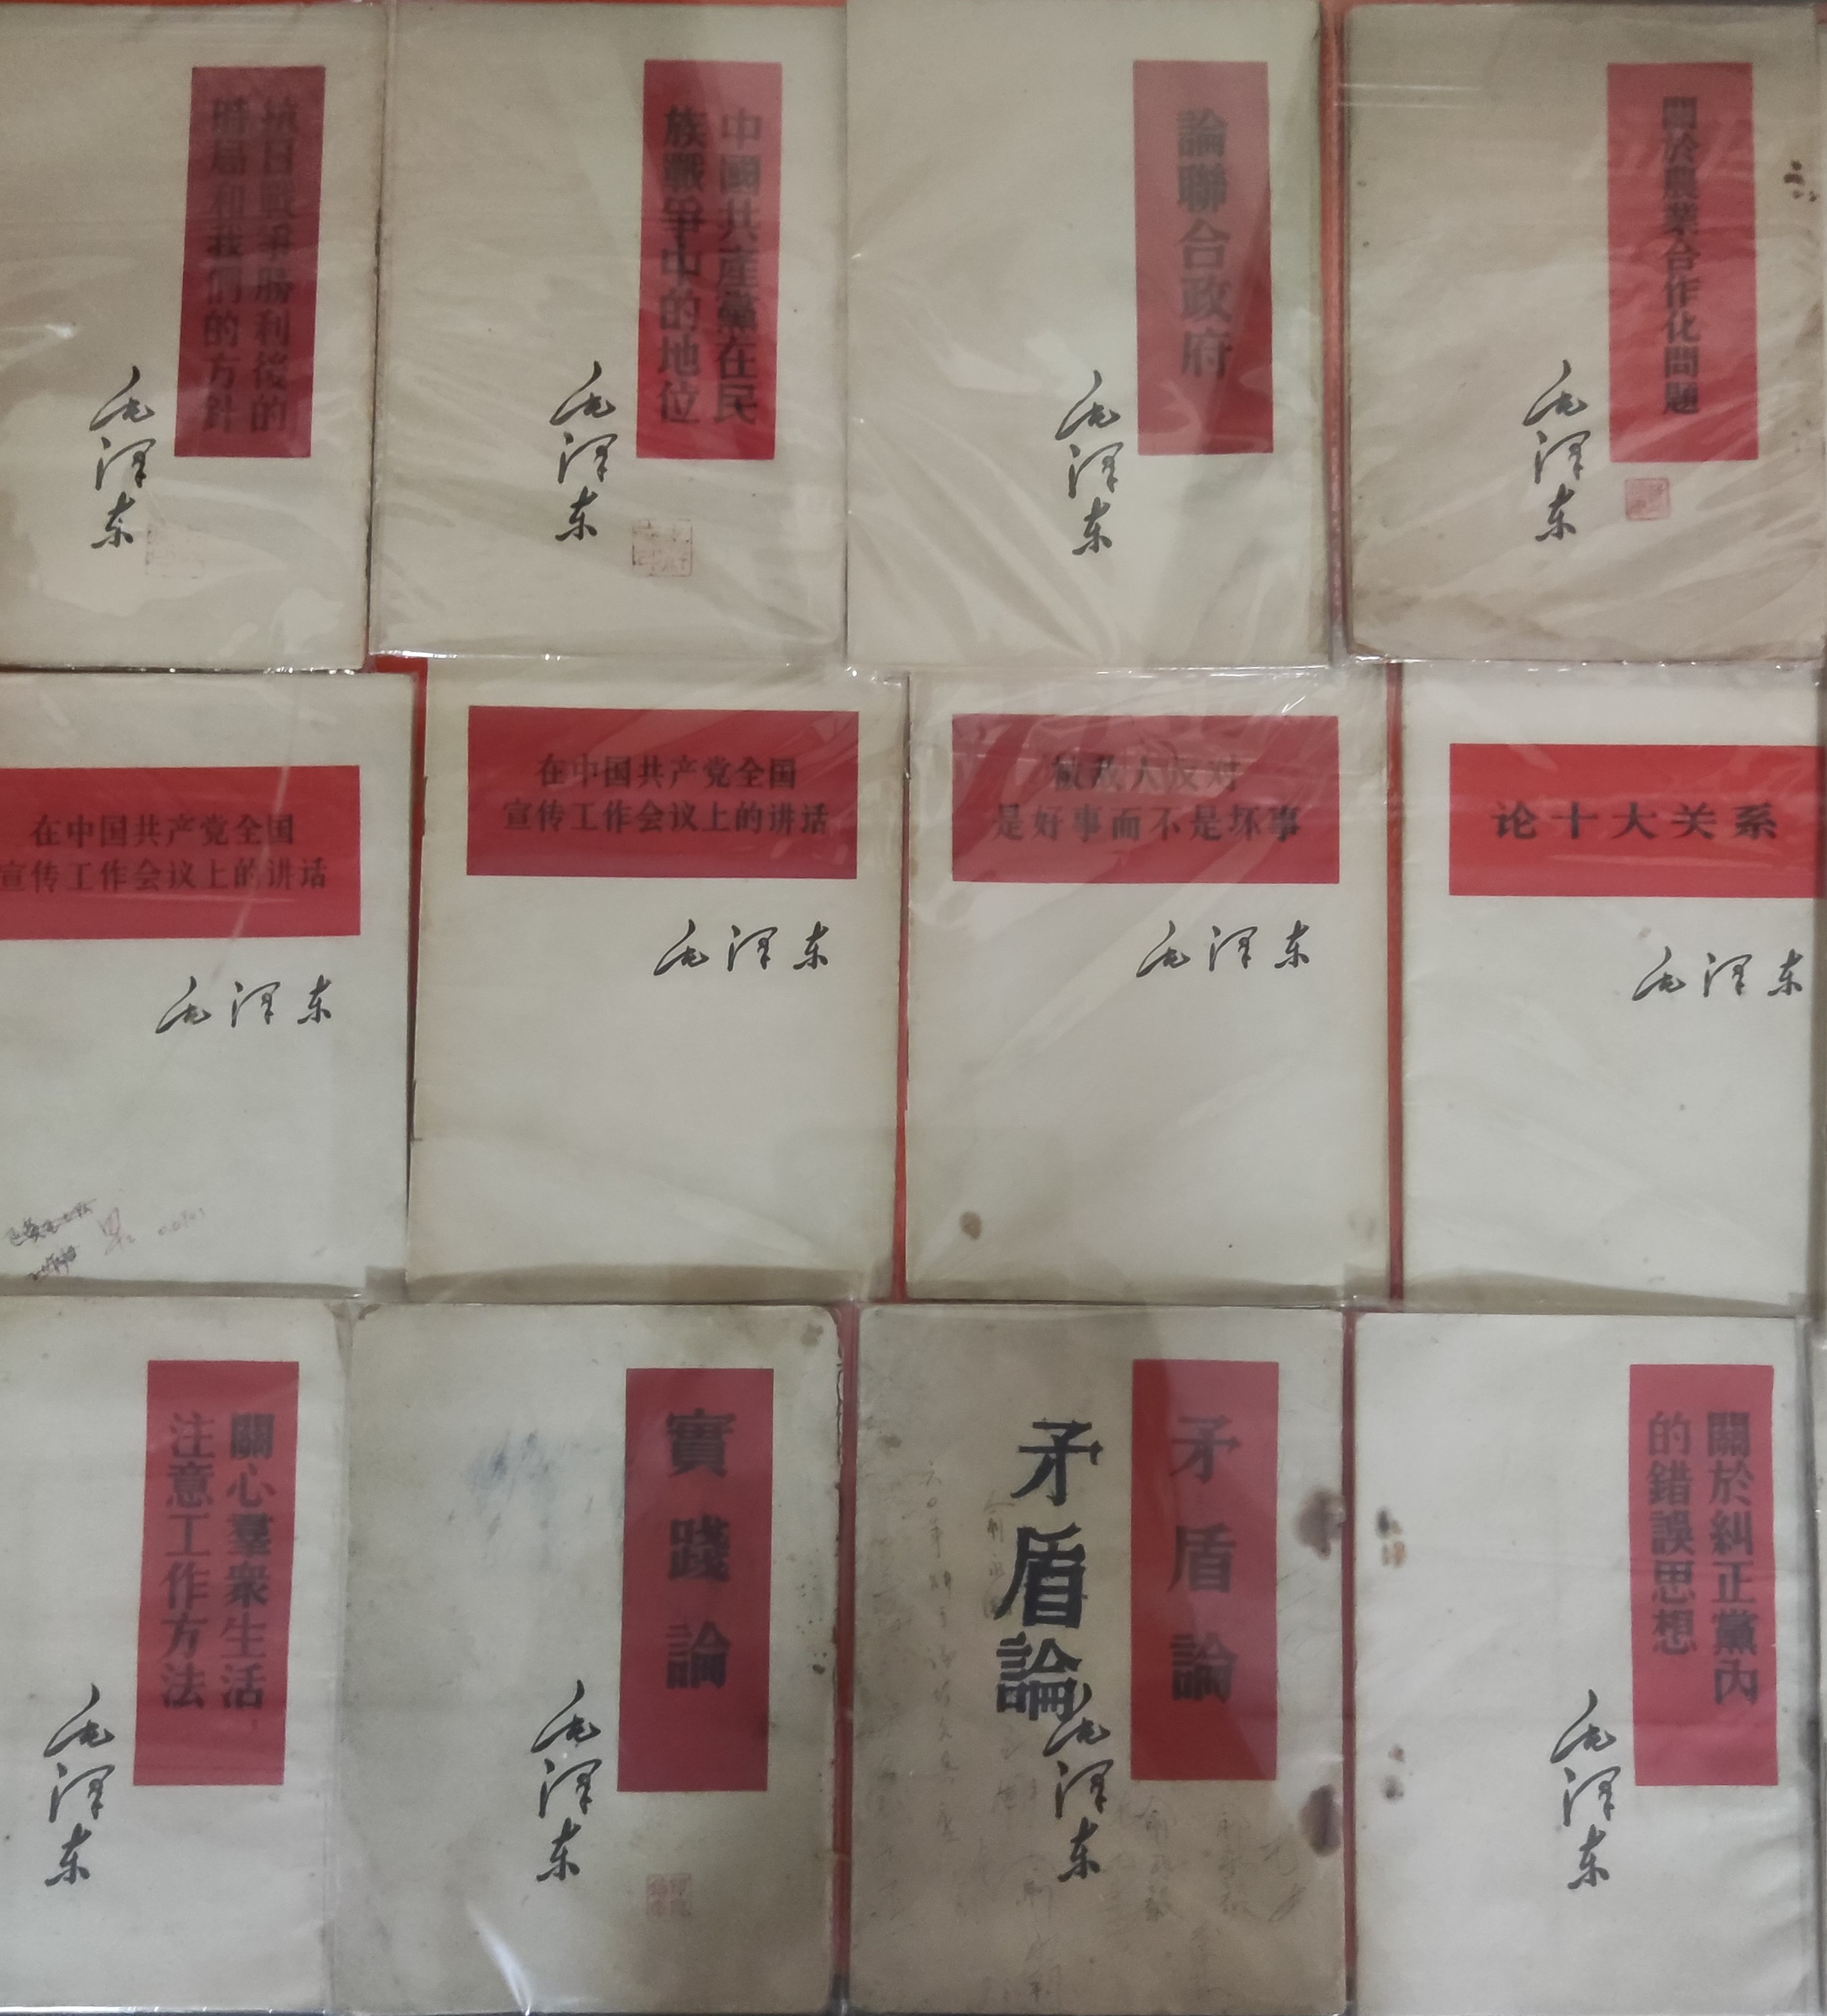 抗日戰爭勝利後的
時局和我們的方針
毛泽东
中國共產黨在民
族戰爭中的地位
毛泽东
論聯合政府
毛泽东
關於農業合作化問題
毛泽东
在中国共产党全国
宣传工作会议上的讲话
毛泽东
在中国共产党全国
宣传工作会议上的讲话
毛泽东
被敌人反对
是好事而不是坏事
毛泽东
论十大关系
毛泽东
關心羣衆生活,
注意工作方法
毛泽东
實踐論
毛泽东
矛盾論
矛盾論
毛泽东
關於糾正黨內
的錯誤思想
毛泽东